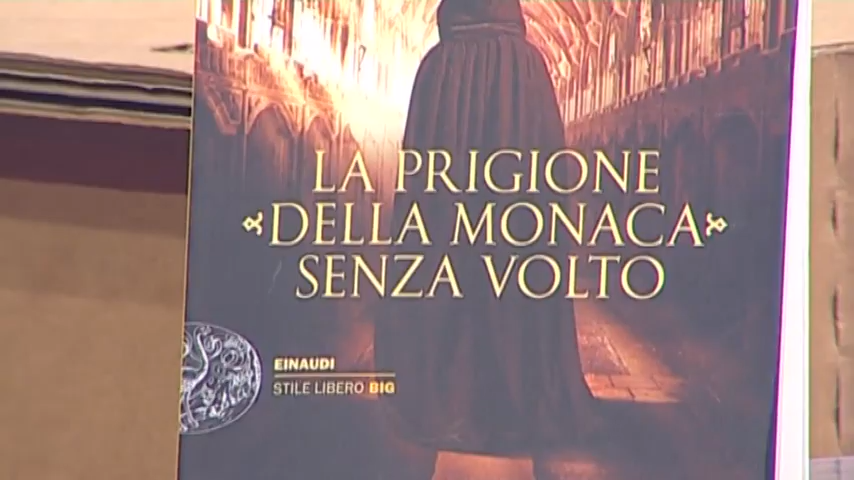 LA PRIGIONE
DELLA MONACA
SENZA VOLTO
EINAUDI
STILE LIBERO BIG